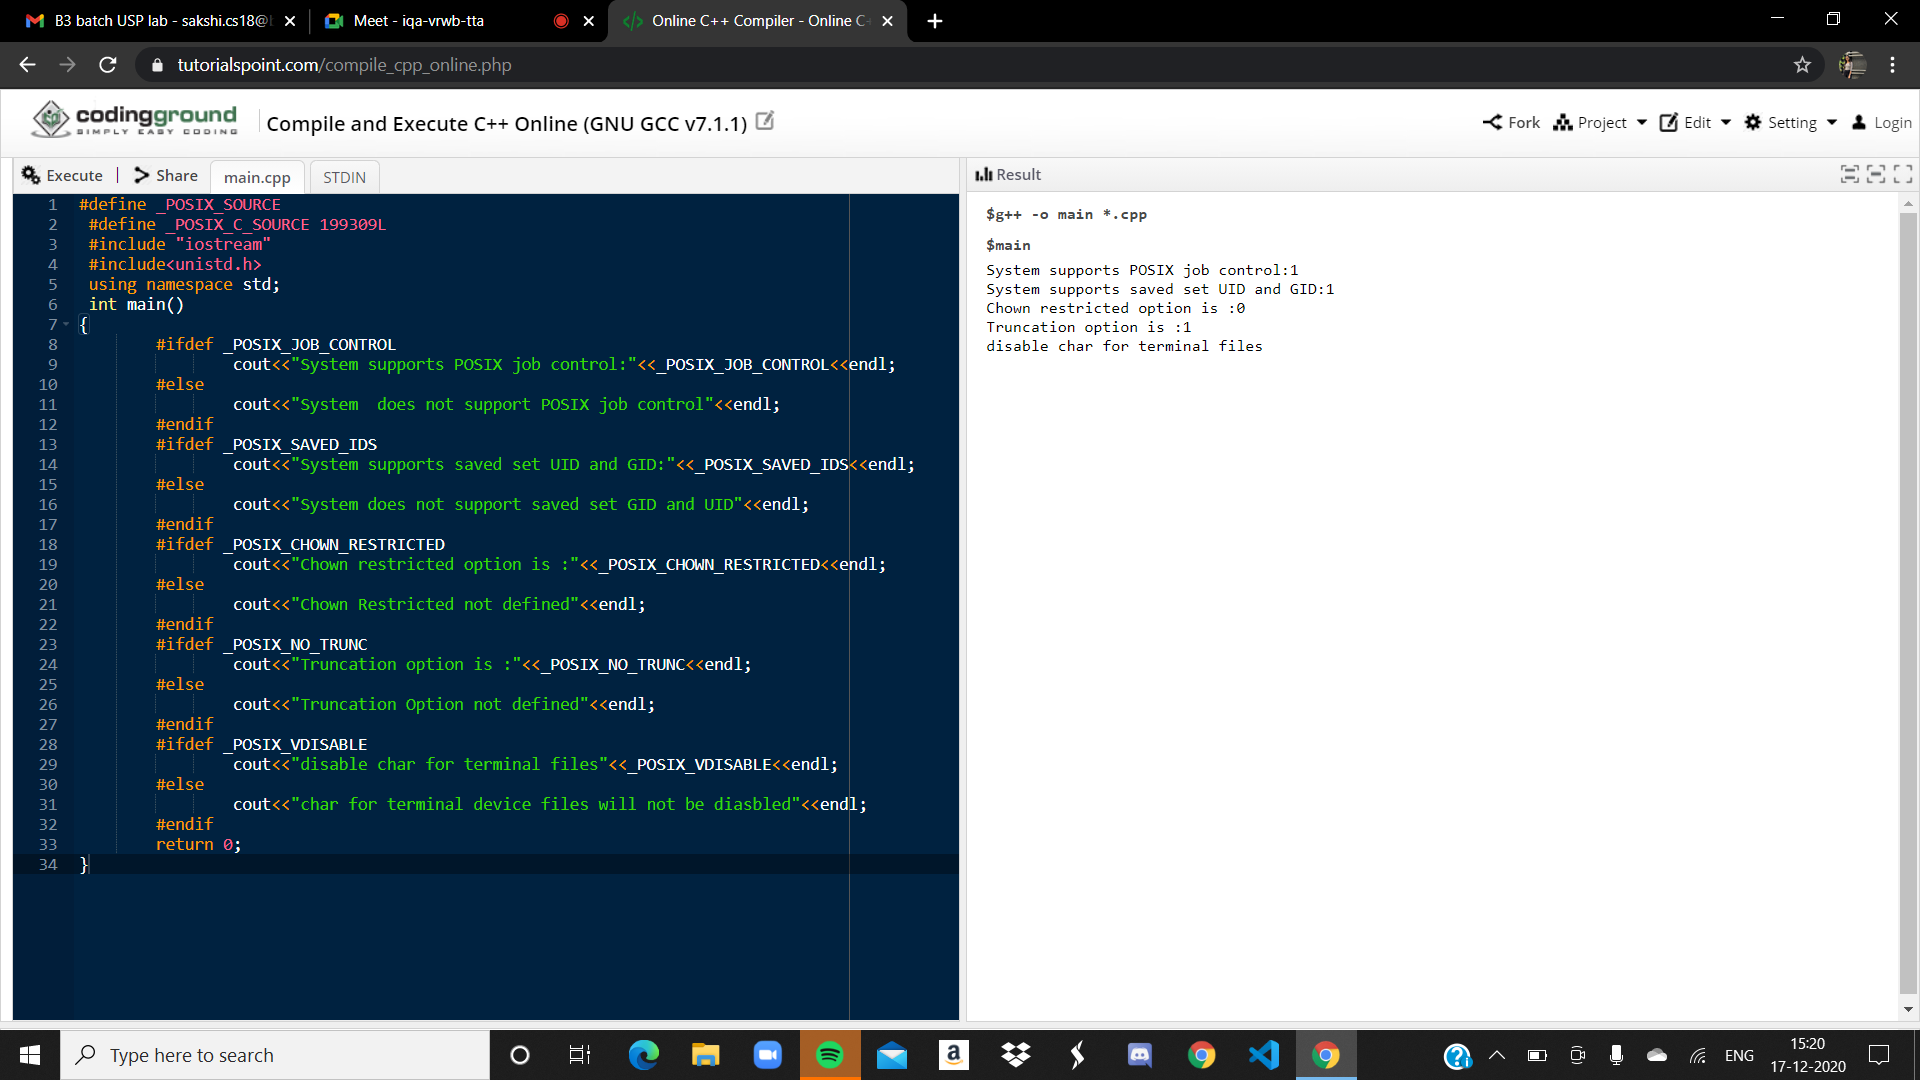 B3 batch USP lab - sakshi.cs18@
Meet - iqa-vrwb-tta
Online C++ Compiler - Online C
tutorialspoint.com/compile_cpp_online.php
codingground
SIMPLY EASY CODING
Compile and Execute C++ Online (GNU GCC v7.1.1)
Fork Project Edit Setting Login
Execute | Share main.cpp STDIN
Result
1 #define _POSIX_SOURCE
2 #define _POSIX_C_SOURCE 199309L
3 #include "iostream"
4 #include<unistd.h>
5 using namespace std;
6 int main()
7 {
8 #ifdef _POSIX_JOB_CONTROL
9 cout<<"System supports POSIX job control:"<<_POSIX_JOB_CONTROL<<endl;
10 #else
11 cout<<"System  does not support POSIX job control"<<endl;
12 #endif
13 #ifdef _POSIX_SAVED_IDS
14 cout<<"System supports saved set UID and GID:"<<_POSIX_SAVED_IDS<<endl;
15 #else
16 cout<<"System does not support saved set GID and UID"<<endl;
17 #endif
18 #ifdef _POSIX_CHOWN_RESTRICTED
19 cout<<"Chown restricted option is :"<<_POSIX_CHOWN_RESTRICTED<<endl;
20 #else
21 cout<<"Chown Restricted not defined"<<endl;
22 #endif
23 #ifdef _POSIX_NO_TRUNC
24 cout<<"Truncation option is :"<<_POSIX_NO_TRUNC<<endl;
25 #else
26 cout<<"Truncation Option not defined"<<endl;
27 #endif
28 #ifdef _POSIX_VDISABLE
29 cout<<"disable char for terminal files"<<_POSIX_VDISABLE<<endl;
30 #else
31 cout<<"char for terminal device files will not be diasbled"<<endl;
32 #endif
33 return 0;
34 }
$g++ -o main *.cpp
$main
System supports POSIX job control:1
System supports saved set UID and GID:1
Chown restricted option is :0
Truncation option is :1
disable char for terminal files
Type here to search
ENG
15:20
17-12-2020